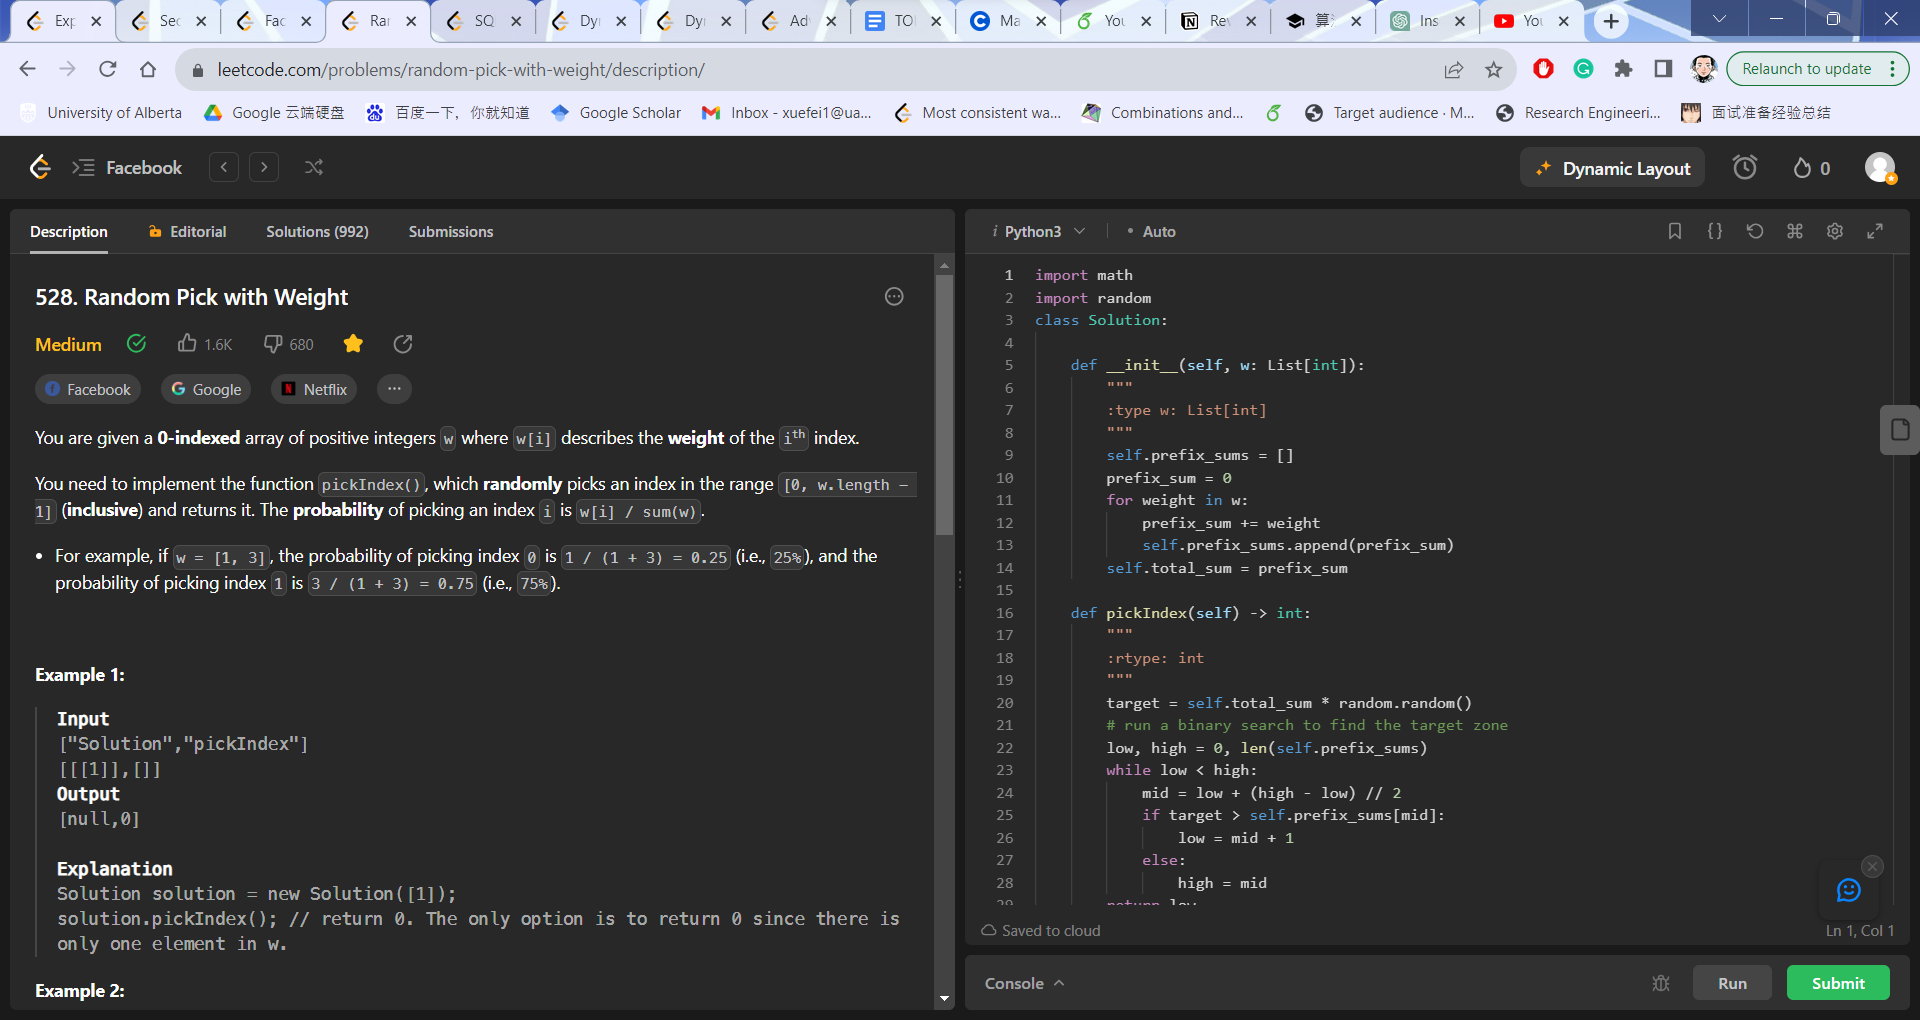 Exp
Sec
Fac
Rar
SQ
Dyn
Dyn
Adv
TO
Ma
You
Rev
算法
Ins
You
leetcode.com/problems/random-pick-with-weight/description/
Relaunch to update
University of Alberta
Google 云端硬盘
百度一下，你就知道
Google Scholar
Inbox - xuefei1@ua...
Most consistent wa...
Combinations and...
Target audience · M...
Research Engineeri...
面试准备经验总结
Facebook
Dynamic Layout
0
Description
Editorial
Solutions (992)
Submissions
528. Random Pick with Weight
Medium
1.6K
680
Facebook
Google
Netflix
You are given a 0-indexed array of positive integers w where w[i] describes the weight of the ith index.
You need to implement the function pickIndex(), which randomly picks an index in the range [0, w.length -
1] (inclusive) and returns it. The probability of picking an index i is w[i] / sum(w).
• For example, if w = [1, 3], the probability of picking index 0 is 1 / (1 + 3) = 0.25 (i.e., 25%), and the
probability of picking index 1 is 3 / (1 + 3) = 0.75 (i.e., 75%).
Example 1:
Input
["Solution","pickIndex"]
[[[1]],[]]
Output
[null,0]
Explanation
Solution solution = new Solution([1]);
solution.pickIndex(); // return 0. The only option is to return 0 since there is
only one element in w.
Example 2:
i Python3
• Auto
1 import math
2 import random
3 class Solution:
4
5 def __init__(self, w: List[int]):
6 """
7 :type w: List[int]
8 """
9 self.prefix_sums = []
10 prefix_sum = 0
11 for weight in w:
12 prefix_sum += weight
13 self.prefix_sums.append(prefix_sum)
14 self.total_sum = prefix_sum
15
16 def pickIndex(self) -> int:
17 """
18 :rtype: int
19 """
20 target = self.total_sum * random.random()
21 # run a binary search to find the target zone
22 low, high = 0, len(self.prefix_sums)
23 while low < high:
24 mid = low + (high - low) // 2
25 if target > self.prefix_sums[mid]:
26 low = mid + 1
27 else:
28 high = mid
29 return low
Saved to cloud
Ln 1, Col 1
Console
Run
Submit